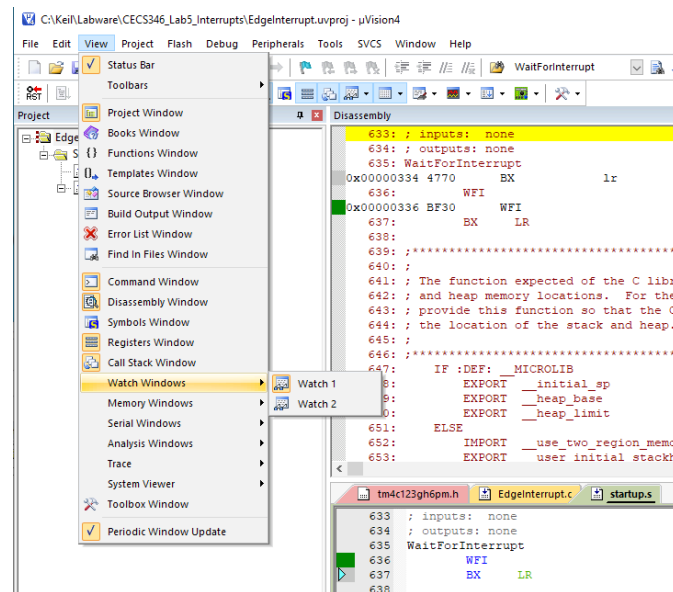 C:\Keil\Labware\CECS346_Lab5_Interrupts\EdgeInterrupt.uvproj - µVision4
File Edit View Project Flash Debug Peripherals Tools SVCS Window Help
WaitForInterrupt
RST
Project
Edge
S
Status Bar
Toolbars
Project Window
Books Window
{} Functions Window
Templates Window
Source Browser Window
Build Output Window
Error List Window
Find In Files Window
Command Window
Disassembly Window
Symbols Window
Registers Window
Call Stack Window
Watch Windows
Memory Windows
Serial Windows
Analysis Windows
Trace
System Viewer
Toolbox Window
Periodic Window Update
Watch 1
Watch 2
Disassembly
633: ; inputs: none
634: ; outputs: none
635: WaitForInterrupt
0x00000334 4770 BX lr
636: WFI
0x00000336 BF30 WFI
637: BX LR
638:
639: ;****************************************
640: ;
641: ; The function expected of the C libr
642: ; and heap memory locations. For the
643: ; provide this function so that the C
644: ; the location of the stack and heap.
645: ;
646: ;****************************************
647: IF :DEF: __MICROLIB
8: EXPORT __initial_sp
9: EXPORT __heap_base
0: EXPORT __heap_limit
651: ELSE
652: IMPORT __use_two_region_memo
653: EXPORT __user_initial_stackh
tm4c123gh6pm.h EdgeInterrupt.c startup.s
633 ; inputs: none
634 ; outputs: none
635 WaitForInterrupt
636 WFI
637 BX LR
638